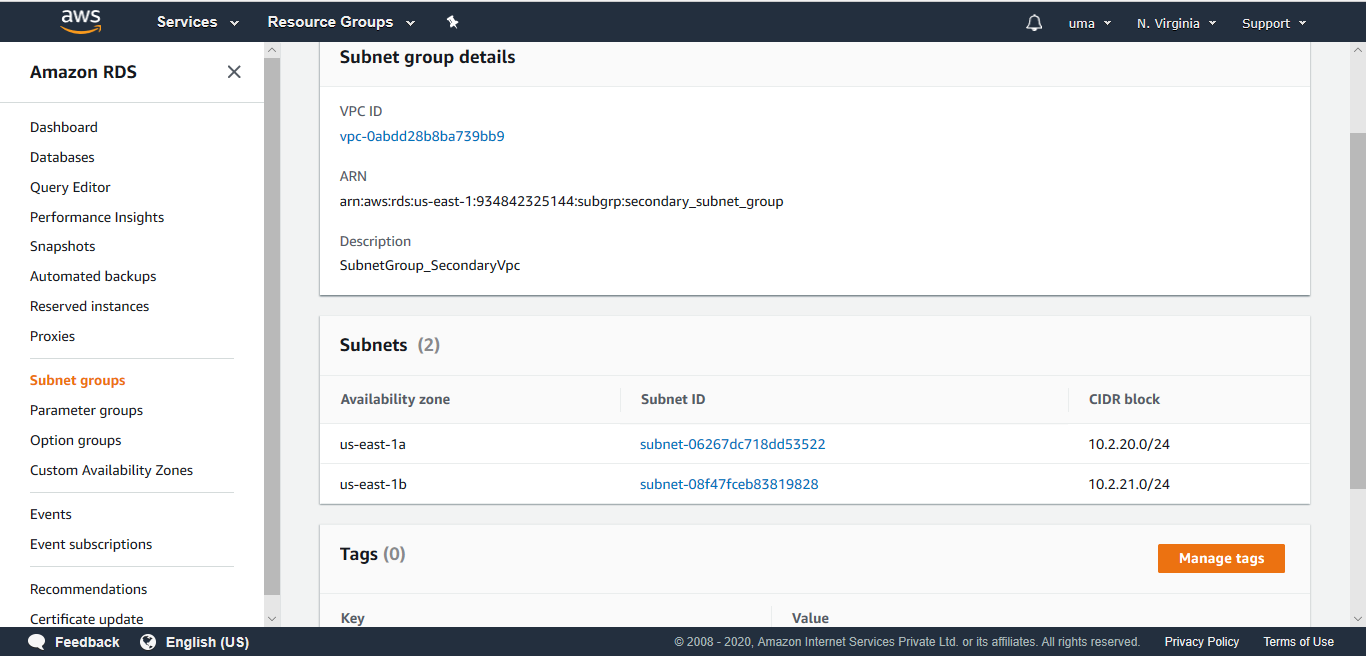 aws Services Resource Groups uma N. Virginia Support
Amazon RDS
Dashboard
Databases
Query Editor
Performance Insights
Snapshots
Automated backups
Reserved instances
Proxies
Subnet groups
Parameter groups
Option groups
Custom Availability Zones
Events
Event subscriptions
Recommendations
Certificate update
Subnet group details
VPC ID
vpc-0abdd28b8ba739bb9
ARN
arn:aws:rds:us-east-1:934842325144:subgrp:secondary_subnet_group
Description
SubnetGroup_SecondaryVpc
Subnets (2)
Availability zone Subnet ID CIDR block
us-east-1a subnet-06267dc718dd53522 10.2.20.0/24
us-east-1b subnet-08f47fceb83819828 10.2.21.0/24
Tags (0) Manage tags
Key Value
Feedback English (US) © 2008 - 2020, Amazon Internet Services Private Ltd. or its affiliates. All rights reserved. Privacy Policy Terms of Use